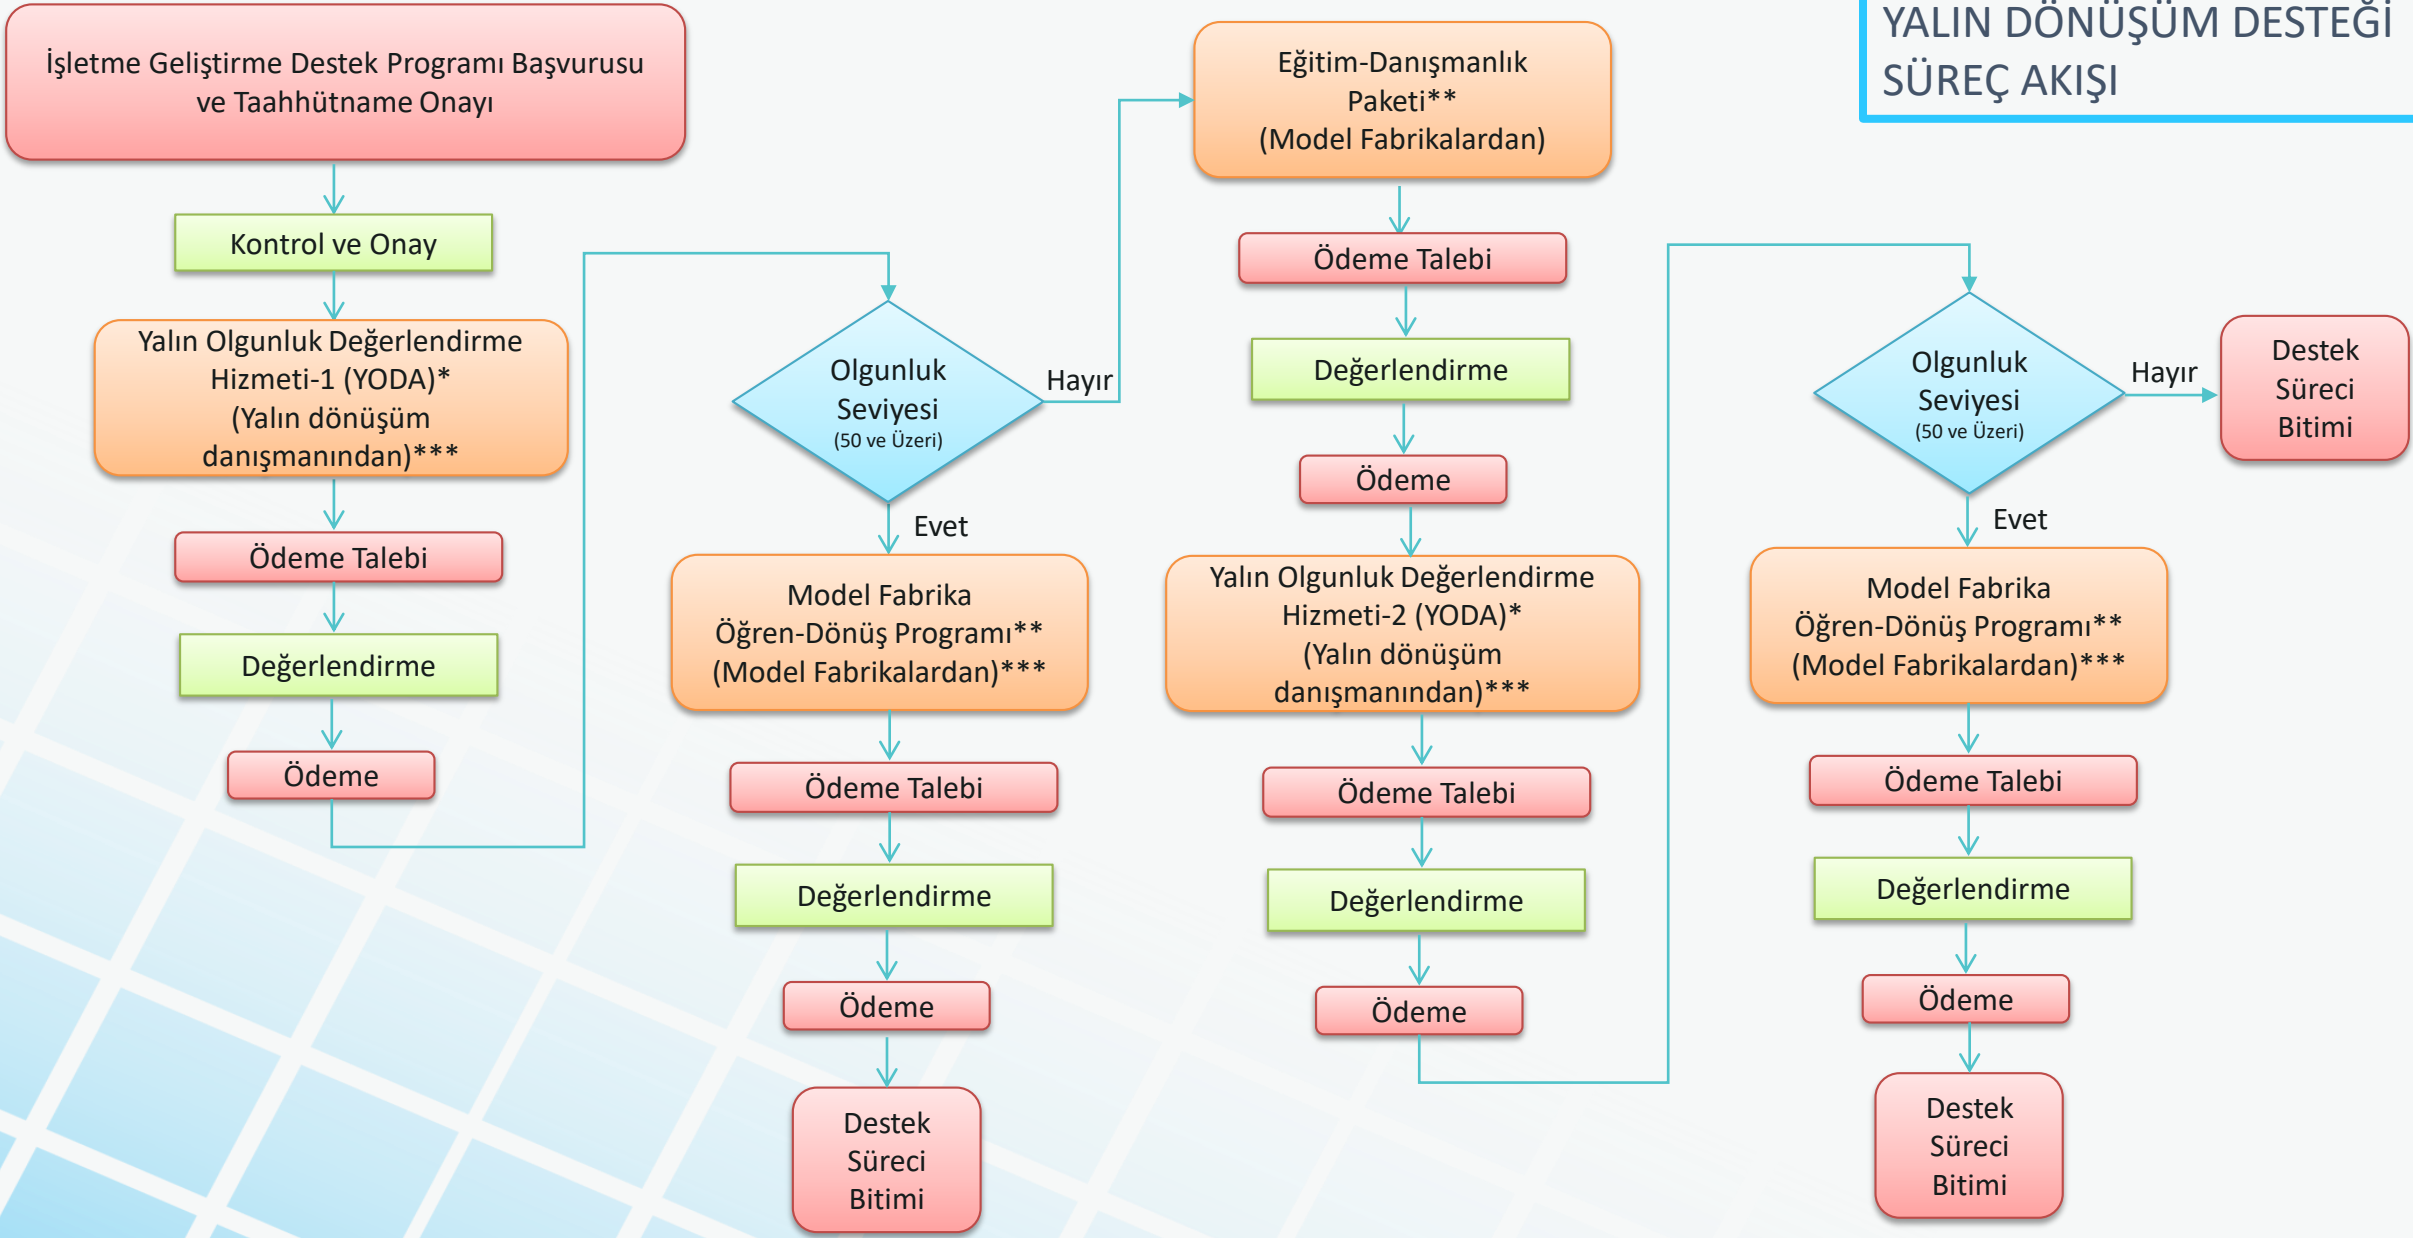 YALIN DÖNÜŞÜM DESTEĞİ
SÜREÇ AKIŞI
İşletme Geliştirme Destek Programı Başvurusu
ve Taahhütname Onayı
Kontrol ve Onay
Yalın Olgunluk Değerlendirme
Hizmeti-1 (YODA)*
(Yalın dönüşüm
danışmanından)***
Ödeme Talebi
Değerlendirme
Ödeme
Olgunluk
Seviyesi
(50 ve Üzeri)
Hayır
Evet
Model Fabrika
Öğren-Dönüş Programı**
(Model Fabrikalardan)***
Ödeme Talebi
Değerlendirme
Ödeme
Destek
Süreci
Bitimi
Eğitim-Danışmanlık
Paketi**
(Model Fabrikalardan)
Ödeme Talebi
Değerlendirme
Ödeme
Yalın Olgunluk Değerlendirme
Hizmeti-2 (YODA)*
(Yalın dönüşüm
danışmanından)***
Ödeme Talebi
Değerlendirme
Ödeme
Olgunluk
Seviyesi
(50 ve Üzeri)
Hayır
Destek
Süreci
Bitimi
Evet
Model Fabrika
Öğren-Dönüş Programı**
(Model Fabrikalardan)***
Ödeme Talebi
Değerlendirme
Ödeme
Destek
Süreci
Bitimi